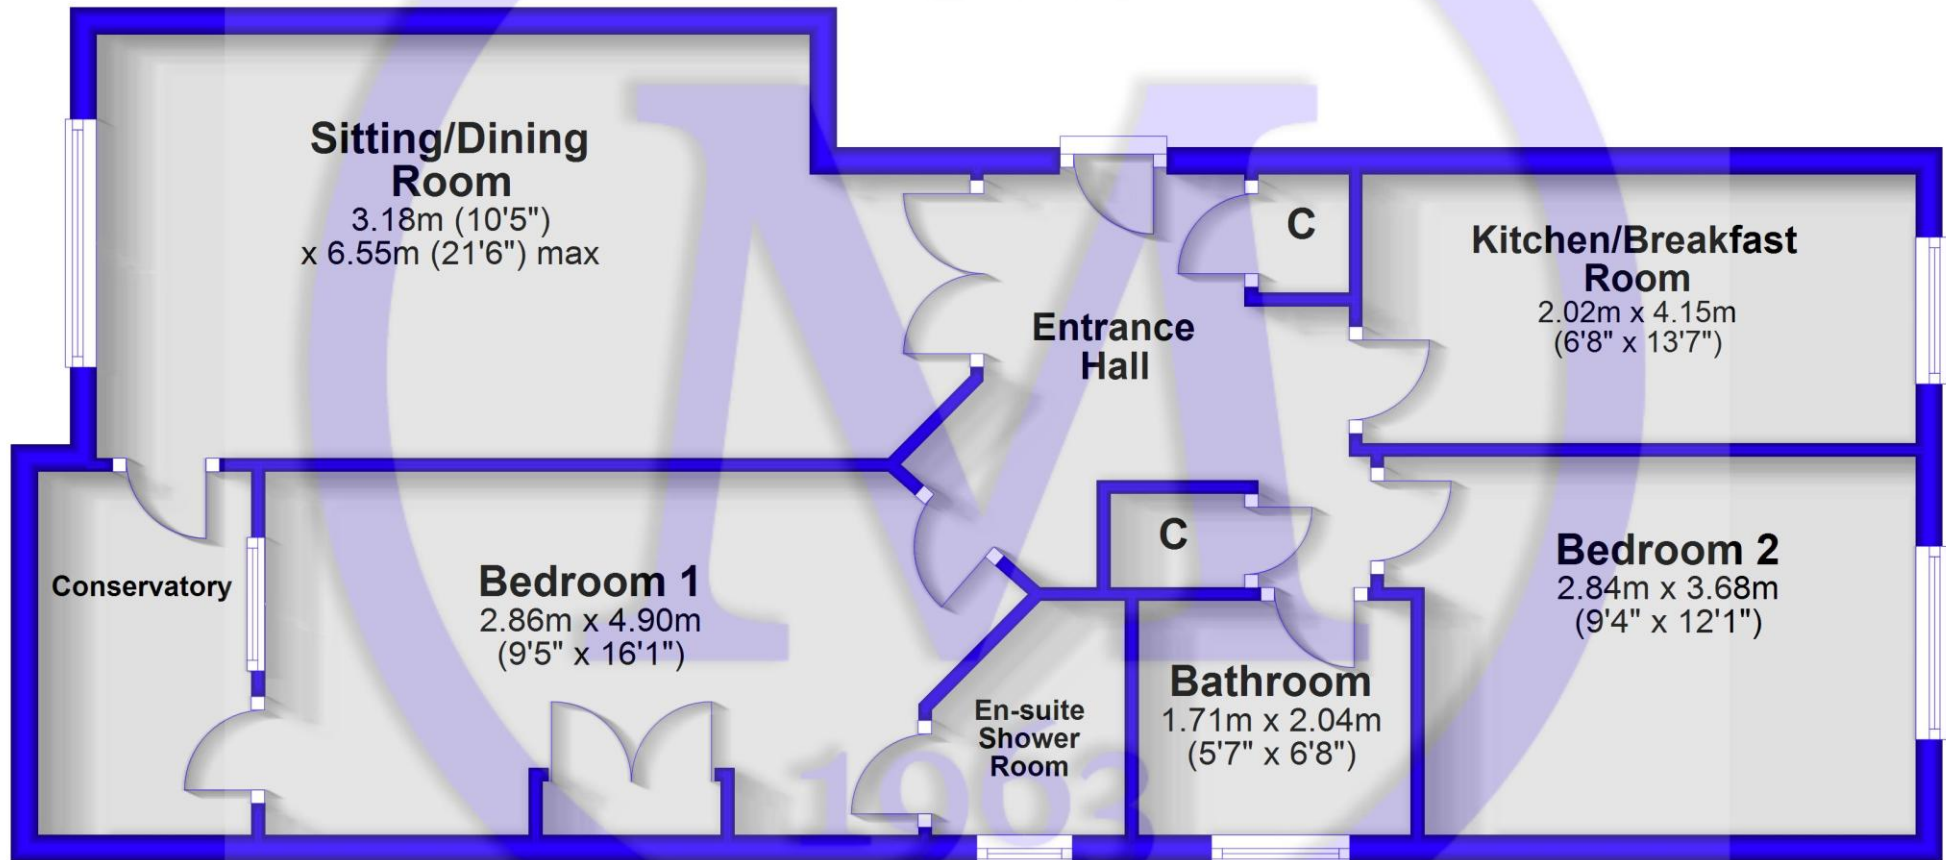 Sitting/Dining
Room
3.18m (10'5")
x 6.55m (21'6") max
C
Kitchen/Breakfast
Room
2.02m x 4.15m
(6'8" x 13'7")
Entrance
Hall
C
Conservatory
Bedroom 1
2.86m x 4.90m
(9'5" x 16'1")
Bedroom 2
2.84m x 3.68m
(9'4" x 12'1")
En-suite
Shower
Room
Bathroom
1.71m x 2.04m
(5'7" x 6'8")
M
1963